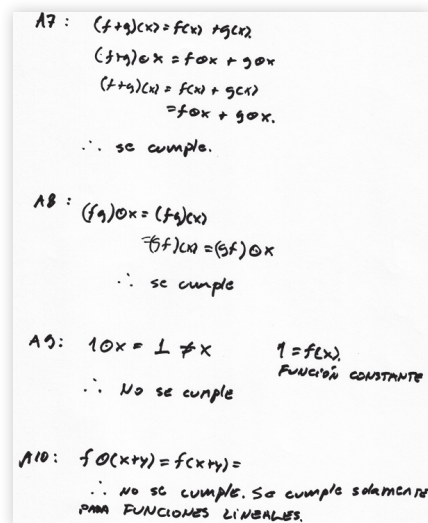 A7: (f+g)(x) = f(x) + g(x)
(f+g)⊙x = f⊙x + g⊙x
(f+g)(x) = f(x) + g(x)
= f⊙x + g⊙x.
∴ se cumple.
A8: (fg)⊙x = (fg)(x)
=(gf)(x) = (gf)⊙x
∴ se cumple
A9: 1⊙x = 1 ≠ x 1 = f(x).
FUNCIÓN CONSTANTE
∴ No se cumple
A10: f⊙(x+y) = f(x+y) =
∴ no se cumple. Se cumple solamente
PARA FUNCIONES LINEALES.